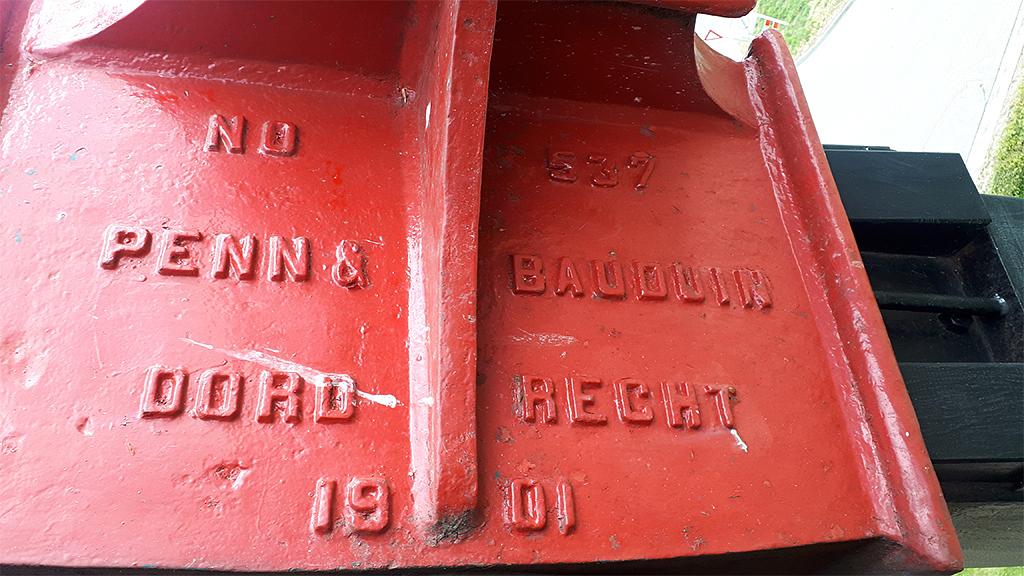 NO 537
PENN & BAUDUIN
DORD RECHT
19 01